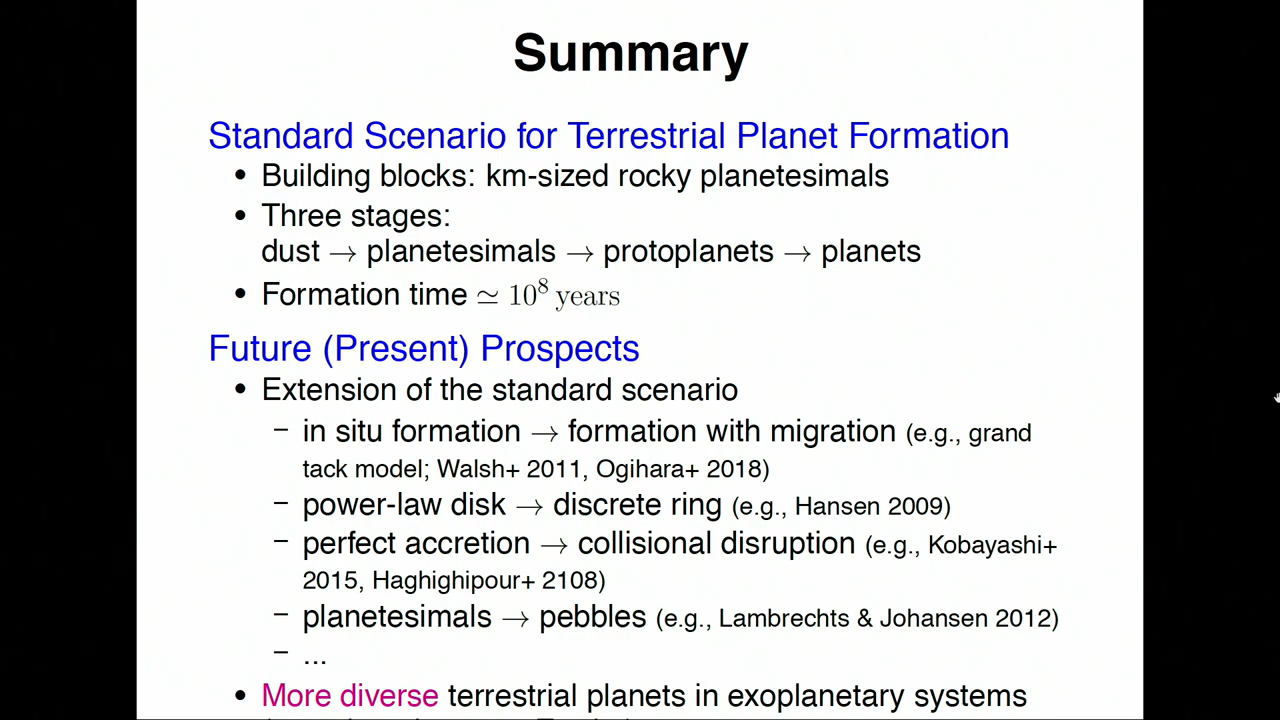 Summary
Standard Scenario for Terrestrial Planet Formation
• Building blocks: km-sized rocky planetesimals
• Three stages:
dust → planetesimals → protoplanets → planets
• Formation time ≃ 10⁸ years
Future (Present) Prospects
• Extension of the standard scenario
– in situ formation → formation with migration (e.g., grand
tack model; Walsh+ 2011, Ogihara+ 2018)
– power-law disk → discrete ring (e.g., Hansen 2009)
– perfect accretion → collisional disruption (e.g., Kobayashi+
2015, Haghighipour+ 2108)
– planetesimals → pebbles (e.g., Lambrechts & Johansen 2012)
– ...
• More diverse terrestrial planets in exoplanetary systems